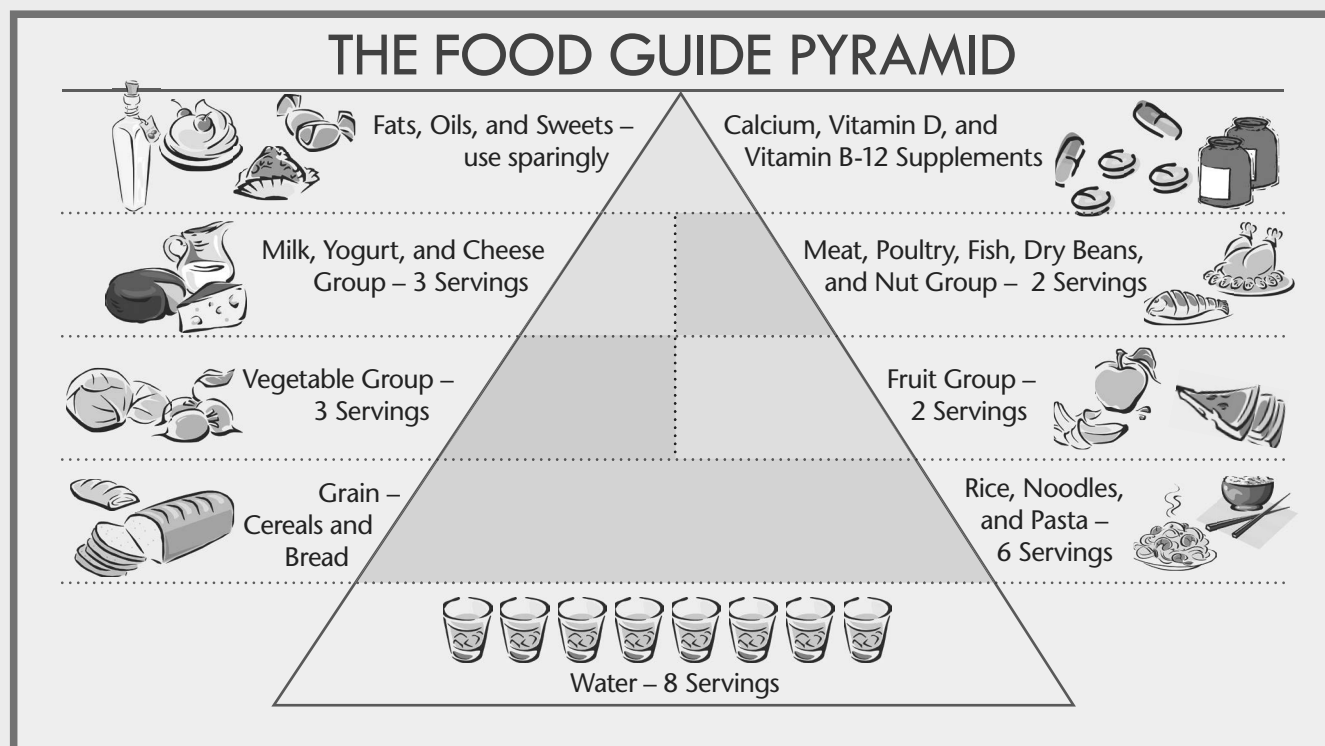 THE FOOD GUIDE PYRAMID
Fats, Oils, and Sweets –
use sparingly
Calcium, Vitamin D, and
Vitamin B-12 Supplements
Milk, Yogurt, and Cheese
Group – 3 Servings
Meat, Poultry, Fish, Dry Beans,
and Nut Group – 2 Servings
Vegetable Group –
3 Servings
Fruit Group –
2 Servings
Grain –
Cereals and
Bread
Rice, Noodles,
and Pasta –
6 Servings
Water – 8 Servings